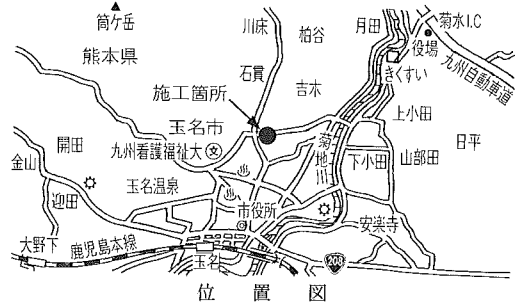 筒ケ岳
川床
柏谷
月田
菊水I.C
熊本県
役場
石貫
きくすい
九州自動車道
施工箇所
吉木
玉名市
上小田
開田
九州看護福祉大
菊地川
日平
金山
下小田
山部田
迎田
玉名温泉
市役所
安楽寺
大野下
鹿児島本線
玉名
208
位置図